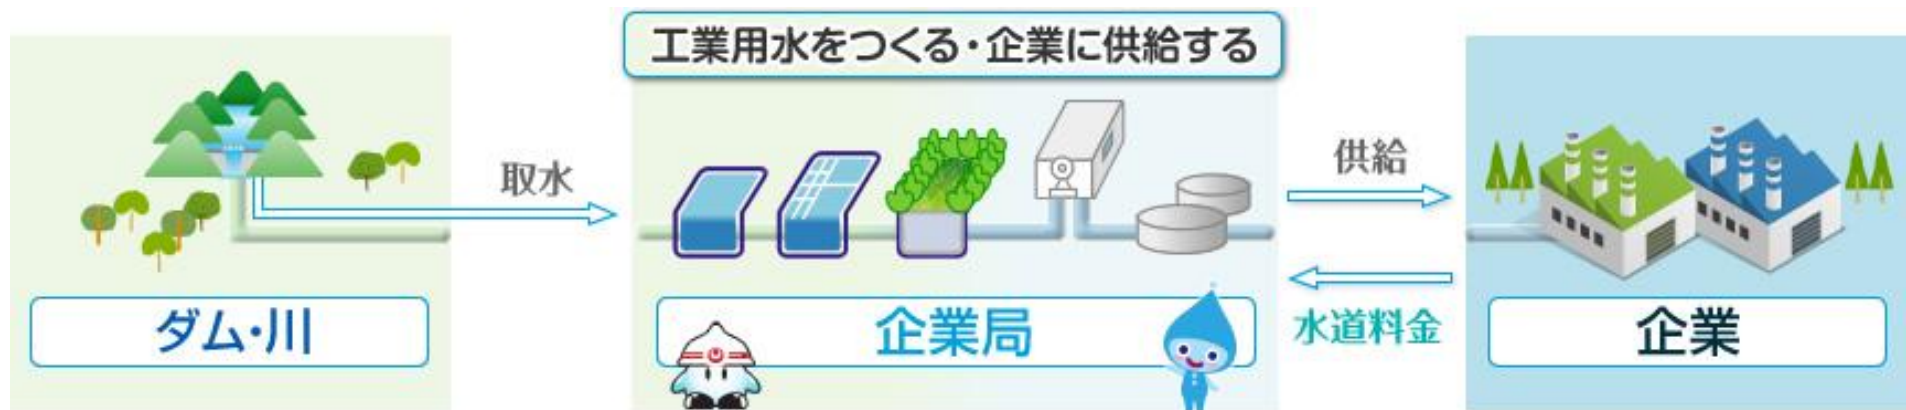 工業用水をつくる・企業に供給する
取水
供給
水道料金
ダム・川
企業局
企業